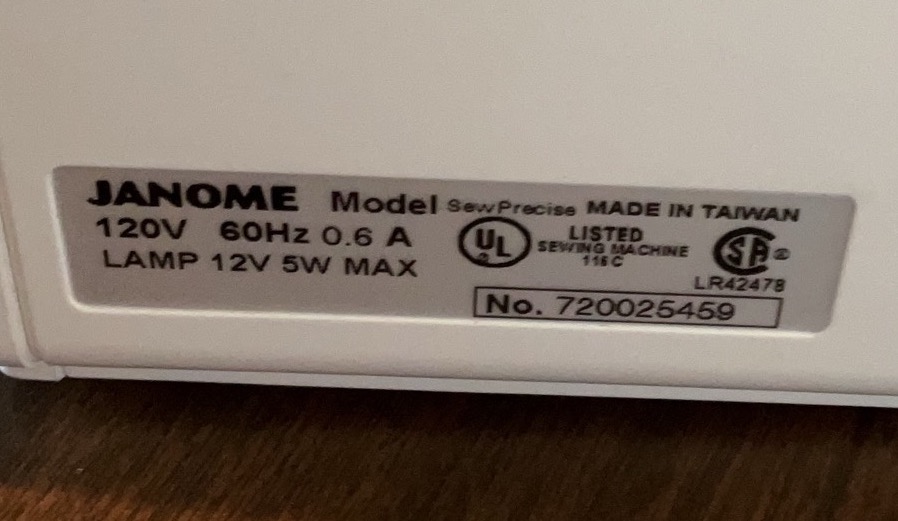 JANOME Model SewPrecise MADE IN TAIWAN
120V 60Hz 0.6 A
LAMP 12V 5W MAX
UL ®
LISTED
SEWING MACHINE
116C
SA ®
LR42478
No. 720025459